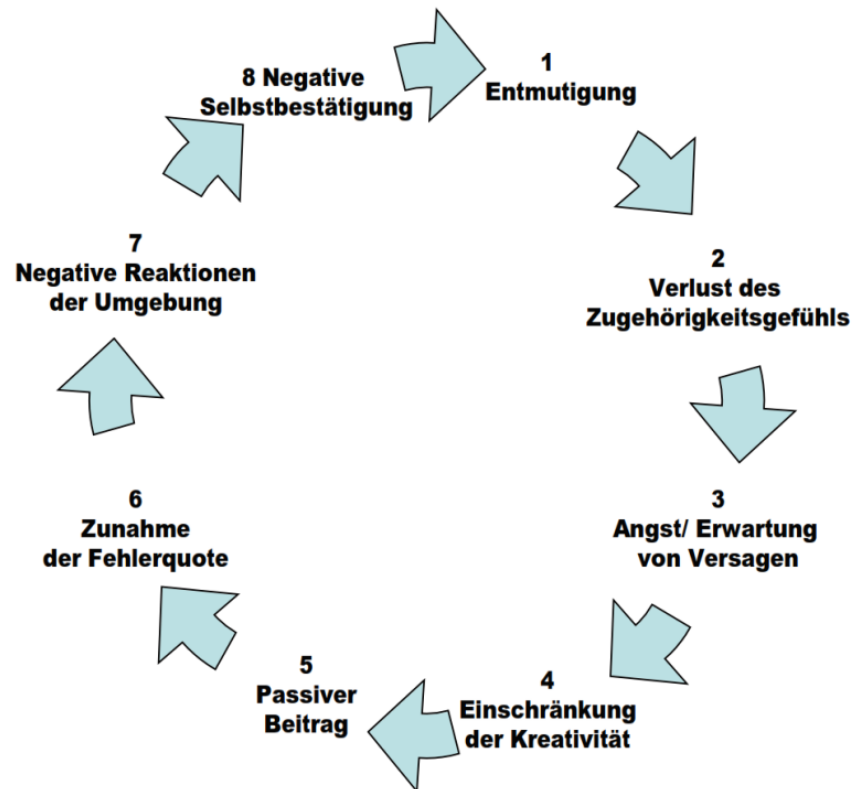 1
Entmutigung
2
Verlust des
Zugehörigkeitsgefühls
3
Angst/ Erwartung
von Versagen
4
Einschränkung
der Kreativität
5
Passiver
Beitrag
6
Zunahme
der Fehlerquote
7
Negative Reaktionen
der Umgebung
8 Negative
Selbstbestätigung